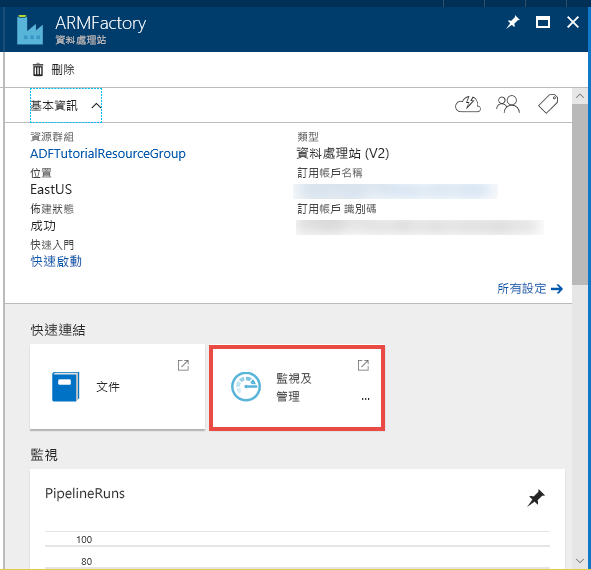 ARMFactory
資料處理站
刪除
基本資訊
資源群組
ADFTutorialResourceGroup
位置
EastUS
佈建狀態
成功
快速入門
快速啟動
類型
資料處理站 (V2)
訂用帳戶名稱
訂用帳戶 識別碼
所有設定
快速連結
文件
監視及
管理
...
監視
PipelineRuns
100
80